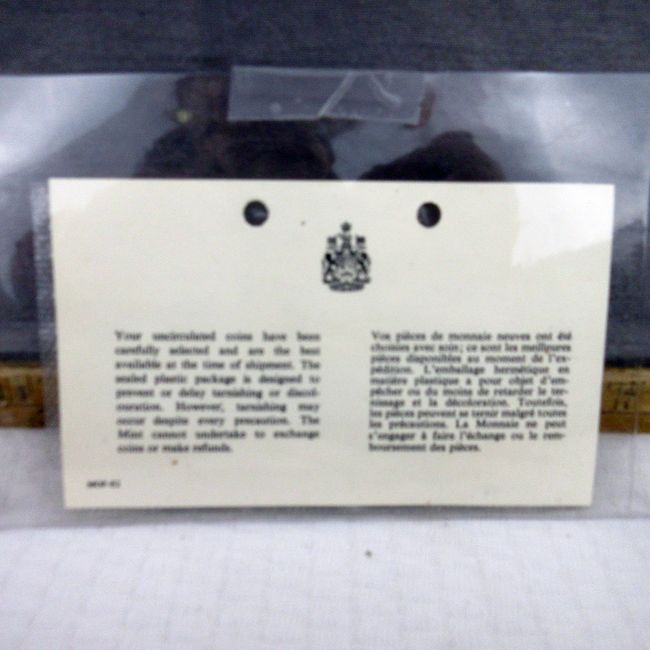 Your uncirculated coins have been
carefully selected and are the best
available at the time of shipment. The
sealed plastic package is designed to
prevent or delay tarnishing or discol-
ouration. However, tarnishing may
occur despite every precaution. The
Mint cannot undertake to exchange
coins or make refunds.
Vos pièces de monnaie neuves ont été
choisies avec soin; ce sont les meilleures
pièces disponibles au moment de l'ex-
pédition. L'emballage hermétique en
matière plastique a pour objet d'em-
pêcher ou du moins de retarder le ter-
nissage et la décoloration. Toutefois,
les pièces peuvent se ternir malgré toutes
les précautions. La Monnaie ne peut
s'engager à faire l'échange ou le rem-
boursement des pièces.